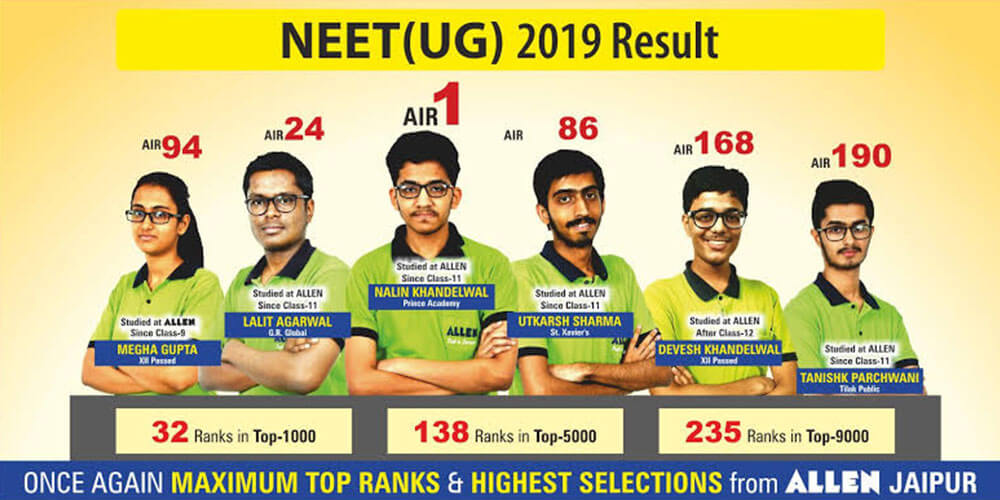 NEET(UG) 2019 Result
AIR 94
AIR 24
AIR 1
AIR 86
AIR 168
AIR 190
Studied at ALLEN
Since Class-9
MEGHA GUPTA
XII Passed
Studied at ALLEN
Since Class-11
LALIT AGARWAL
G.R. Global
Studied at ALLEN
Since Class-11
NALIN KHANDELWAL
Prince Academy
ALLEN
Studied at ALLEN
Since Class-11
UTKARSH SHARMA
St. Xavier's
Studied at ALLEN
After Class-12
DEVESH KHANDELWAL
XII Passed
Studied at ALLEN
Since Class-11
TANISHK PARCHWANI
Tilak Public
32 Ranks in Top-1000
138 Ranks in Top-5000
235 Ranks in Top-9000
ONCE AGAIN MAXIMUM TOP RANKS & HIGHEST SELECTIONS from ALLEN JAIPUR